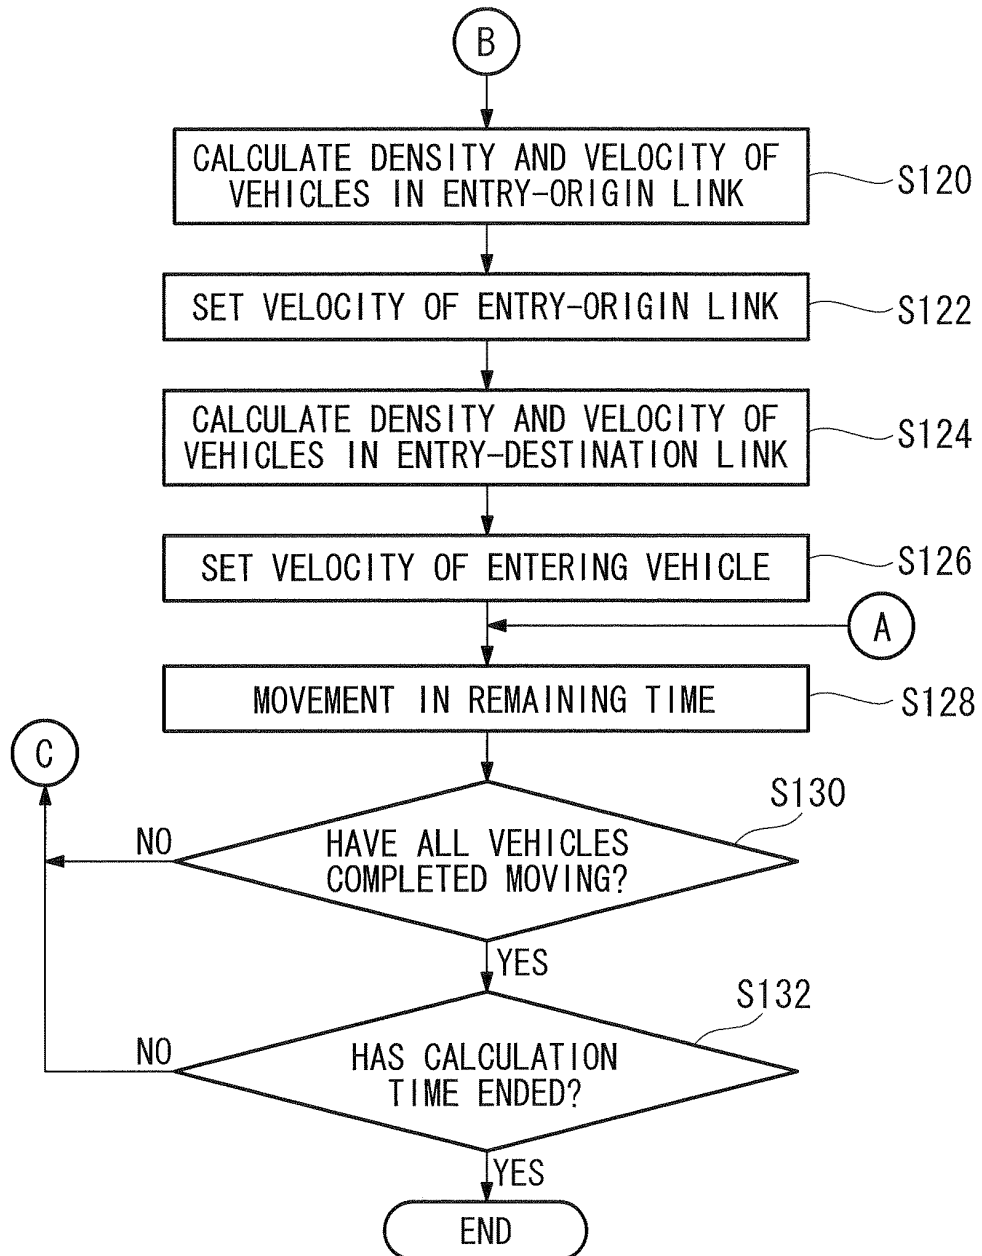 B
CALCULATE DENSITY AND VELOCITY OF
VEHICLES IN ENTRY-ORIGIN LINK
S120
SET VELOCITY OF ENTRY-ORIGIN LINK
S122
CALCULATE DENSITY AND VELOCITY OF
VEHICLES IN ENTRY-DESTINATION LINK
S124
SET VELOCITY OF ENTERING VEHICLE
S126
A
MOVEMENT IN REMAINING TIME
S128
C
S130
NO
HAVE ALL VEHICLES
COMPLETED MOVING?
YES
S132
NO
HAS CALCULATION
TIME ENDED?
YES
END